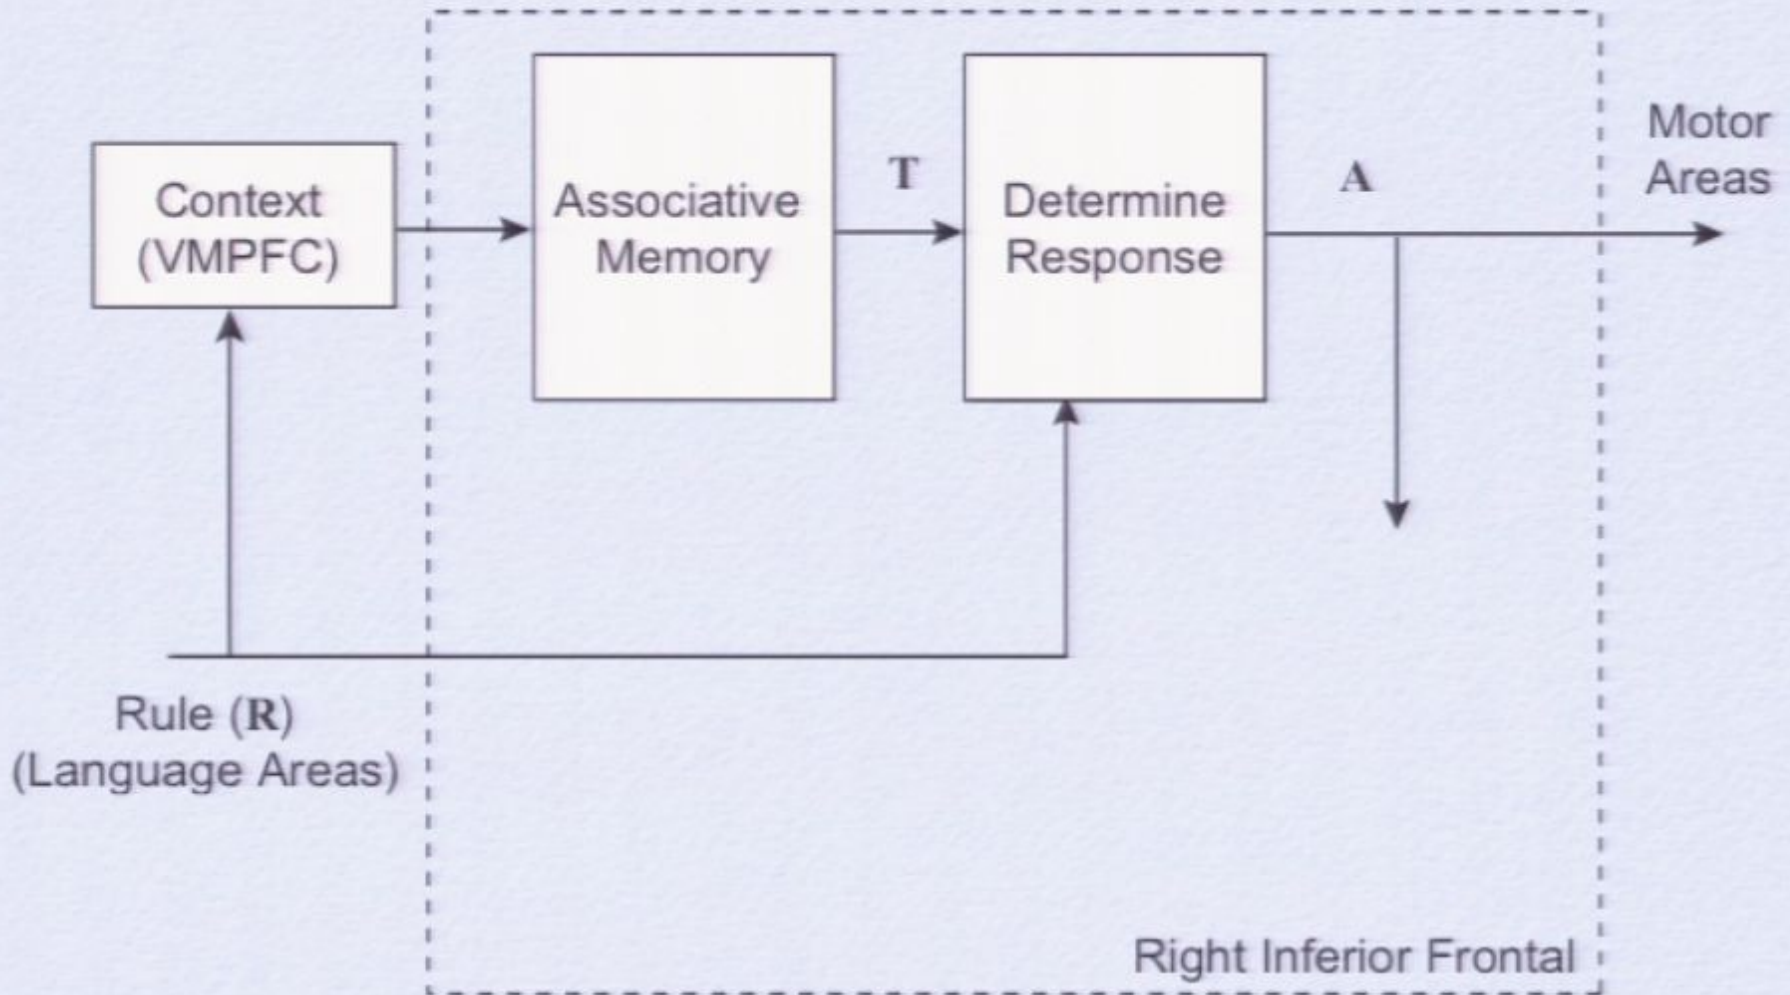 Context
(VMPFC)
Associative
Memory
T
Determine
Response
A
Motor
Areas
Rule (R)
(Language Areas)
Right Inferior Frontal